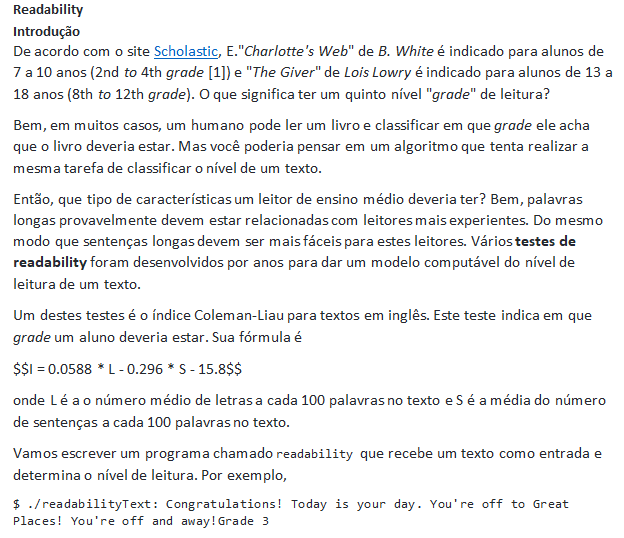 Readability
Introdução
De acordo com o site Scholastic, E."Charlotte's Web" de B. White é indicado para alunos de
7 a 10 anos (2nd to 4th grade [1]) e "The Giver" de Lois Lowry é indicado para alunos de 13 a
18 anos (8th to 12th grade). O que significa ter um quinto nível "grade" de leitura?
Bem, em muitos casos, um humano pode ler um livro e classificar em que grade ele acha
que o livro deveria estar. Mas você poderia pensar em um algoritmo que tenta realizar a
mesma tarefa de classificar o nível de um texto.
Então, que tipo de características um leitor de ensino médio deveria ter? Bem, palavras
longas provavelmente devem estar relacionadas com leitores mais experientes. Do mesmo
modo que sentenças longas devem ser mais fáceis para estes leitores. Vários testes de
readability foram desenvolvidos por anos para dar um modelo computável do nível de
leitura de um texto.
Um destes testes é o índice Coleman-Liau para textos em inglês. Este teste indica em que
grade um aluno deveria estar. Sua fórmula é
$$I = 0.0588 * L - 0.296 * S - 15.8$$
onde L é a o número médio de letras a cada 100 palavras no texto e S é a média do número
de sentenças a cada 100 palavras no texto.
Vamos escrever um programa chamado readability que recebe um texto como entrada e
determina o nível de leitura. Por exemplo,
$ ./readabilityText: Congratulations! Today is your day. You're off to Great
Places! You're off and away!Grade 3